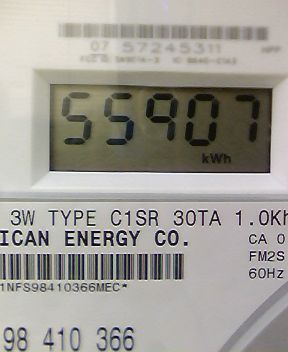 07 57245311
55907
kWh
3W TYPE C1SR 30TA 1.0Kh
ICAN ENERGY CO.
CA 0
FM2S
60Hz
1NFS98410366MEC*
98 410 366